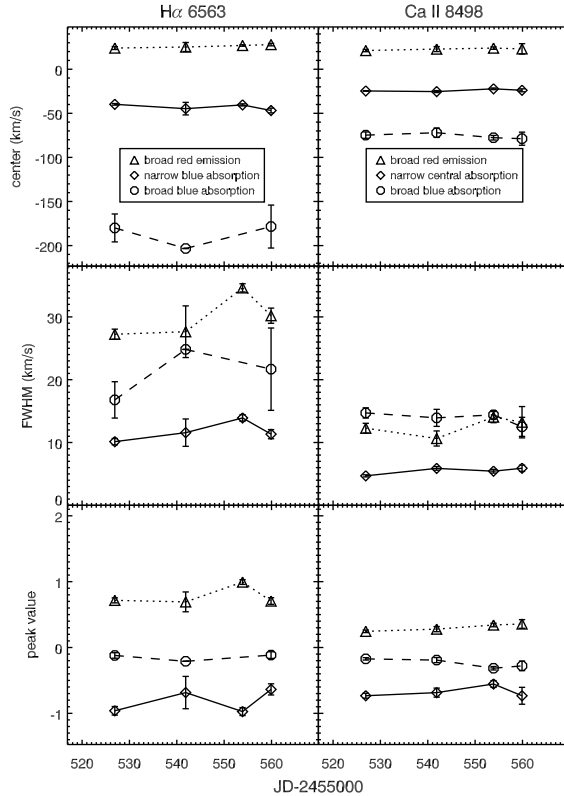 Hα 6563
Ca II 8498
center (km/s)
0
-50
-100
-150
-200
broad red emission
narrow blue absorption
broad blue absorption
broad red emission
narrow central absorption
broad blue absorption
FWHM (km/s)
30
20
10
0
peak value
2
1
0
-1
520 530 540 550 560
520 530 540 550 560
JD-2455000